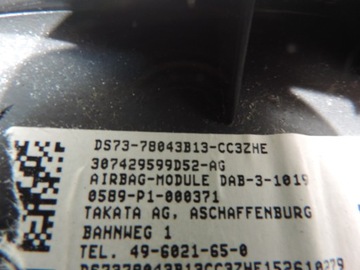 DS73-78043B13-CC3ZHE
307429599D52-AG
AIRBAG-MODULE DAB-3-1019
0589-P1-000371
TAKATA AG, ASCHAFFENBURG
BAHNWEG 1
TEL. 49-6021-65-0
DS7378043B13CC3ZHE152610379